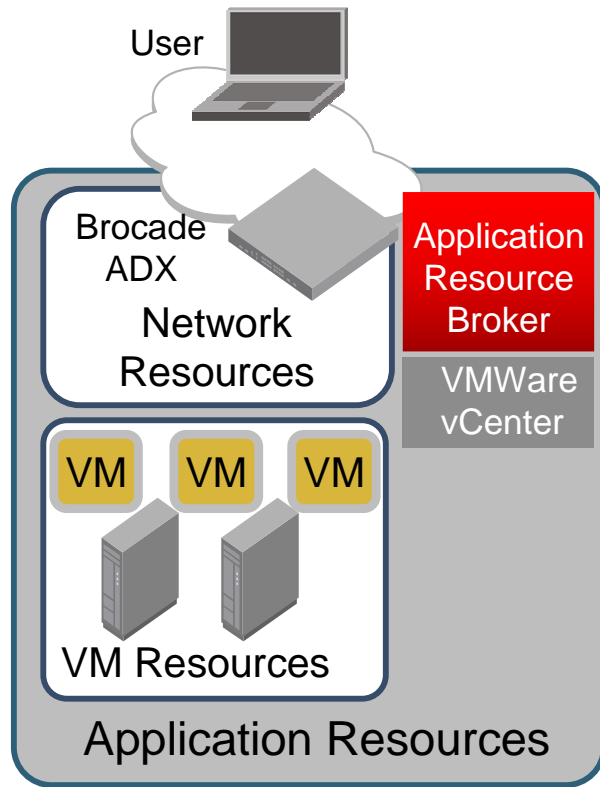 User
Brocade
ADX
Network
Resources
Application
Resource
Broker
VMWare
vCenter
VM
VM
VM
VM Resources
Application Resources